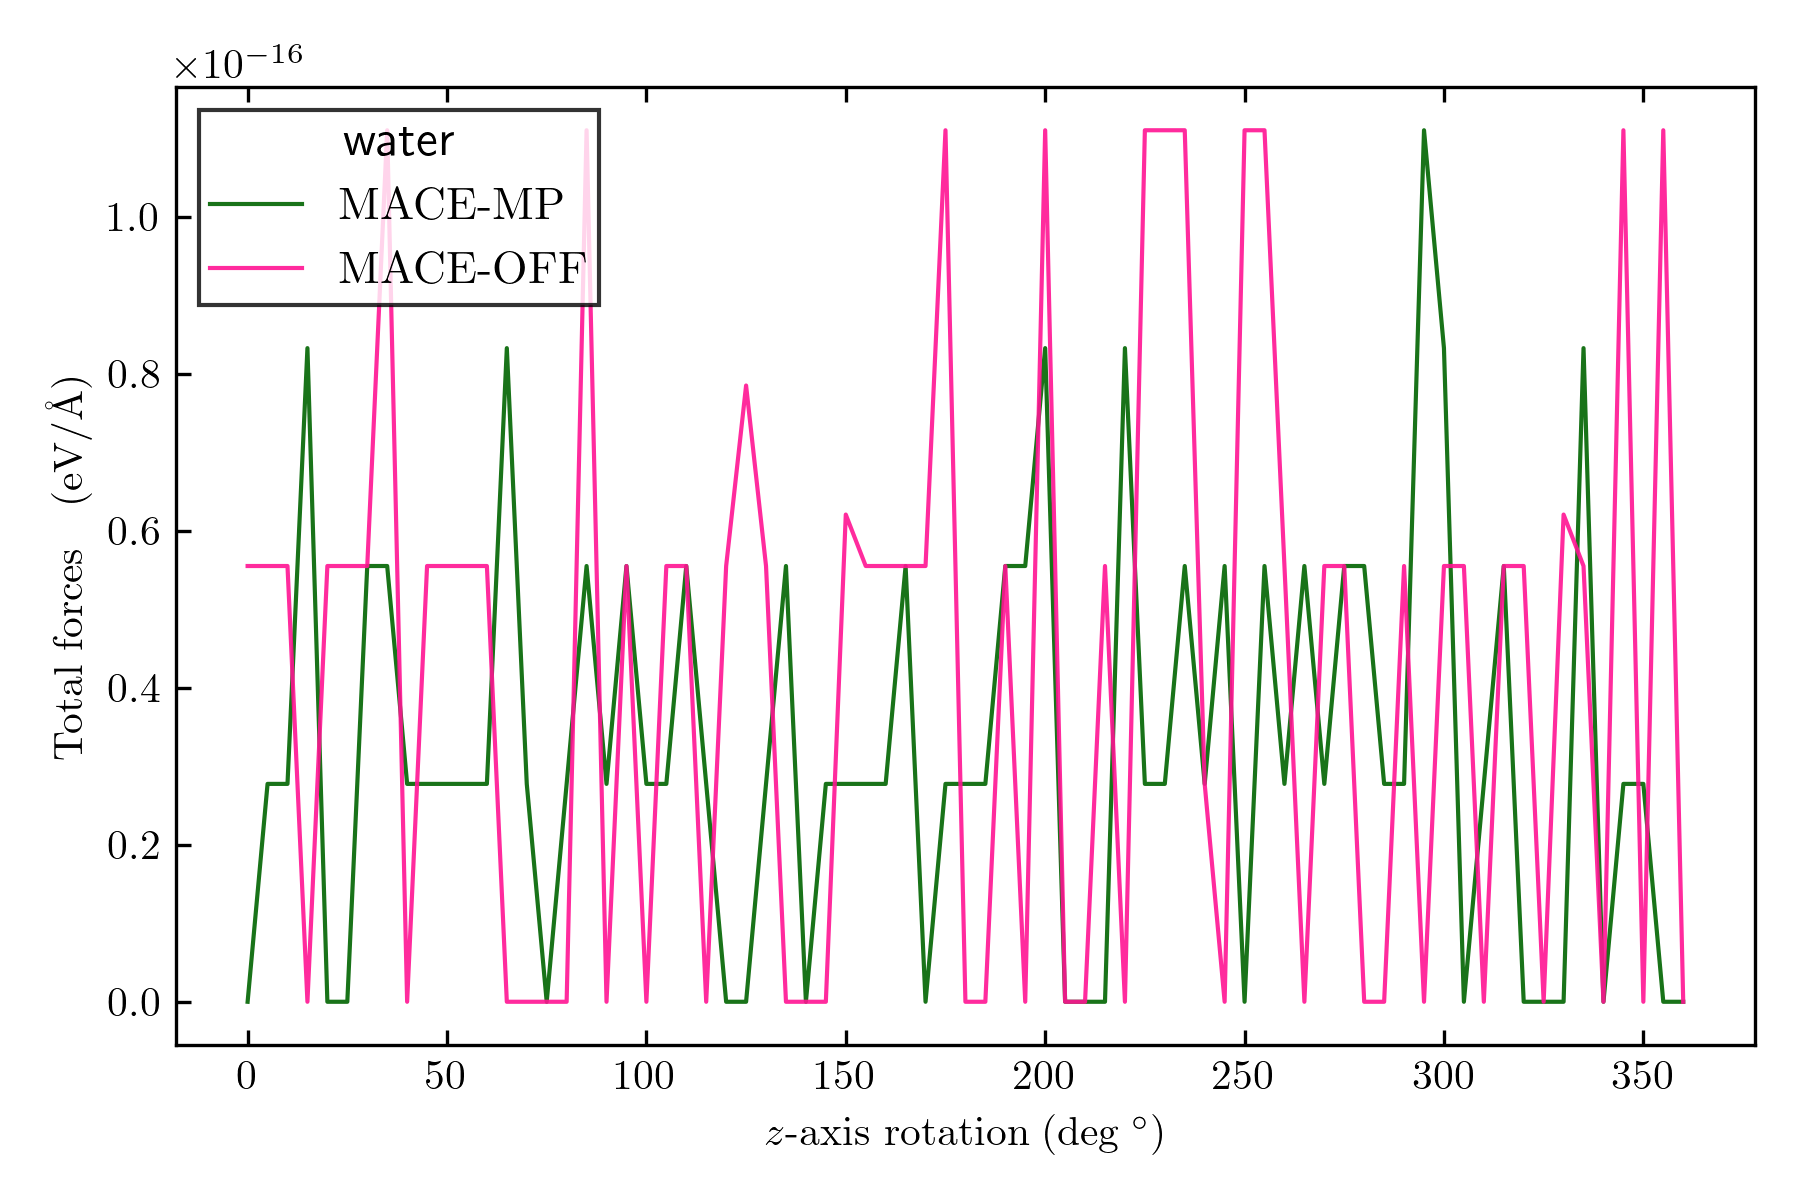 ×10⁻¹⁶
water
MACE-MP
MACE-OFF
1.0
0.8
0.6
0.4
0.2
0.0
Total forces (eV/Å)
0 50 100 150 200 250 300 350
z-axis rotation (deg °)